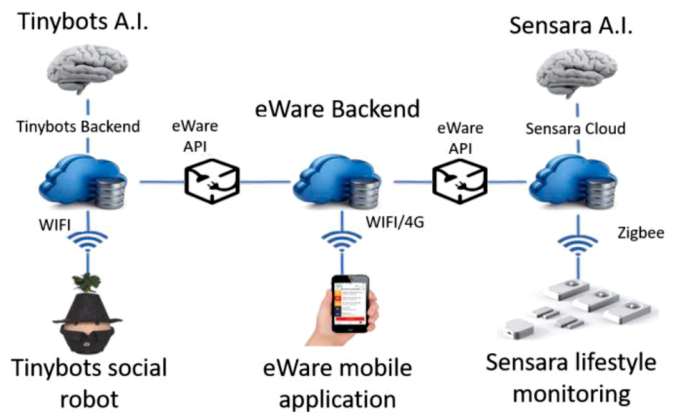 Tinybots A.I.
Sensara A.I.
eWare Backend
Tinybots Backend
eWare
API
eWare
API
Sensara Cloud
WIFI
WIFI/4G
Zigbee
Tinybots social
robot
eWare mobile
application
Sensara lifestyle
monitoring